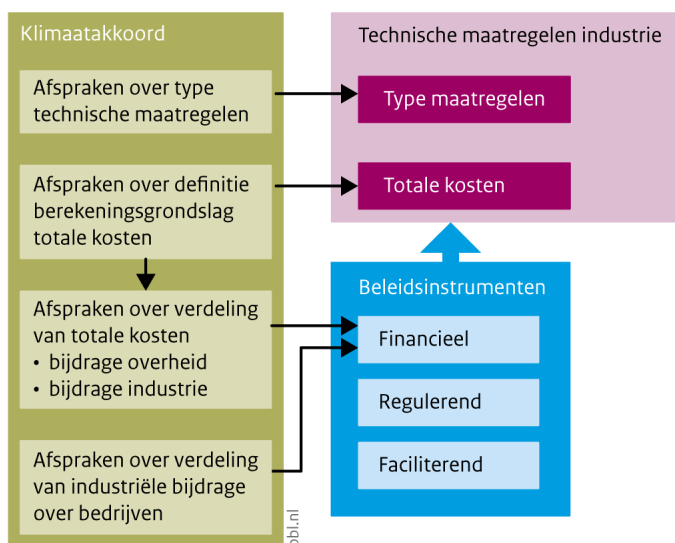 Klimaatakkoord
Afspraken over type
technische maatregelen
Afspraken over definitie
berekeningsgrondslag
totale kosten
Afspraken over verdeling
van totale kosten
• bijdrage overheid
• bijdrage industrie
Afspraken over verdeling
van industriële bijdrage
over bedrijven
Technische maatregelen industrie
Type maatregelen
Totale kosten
Beleidsinstrumenten
Financieel
Regulerend
Faciliterend
pbl.nl